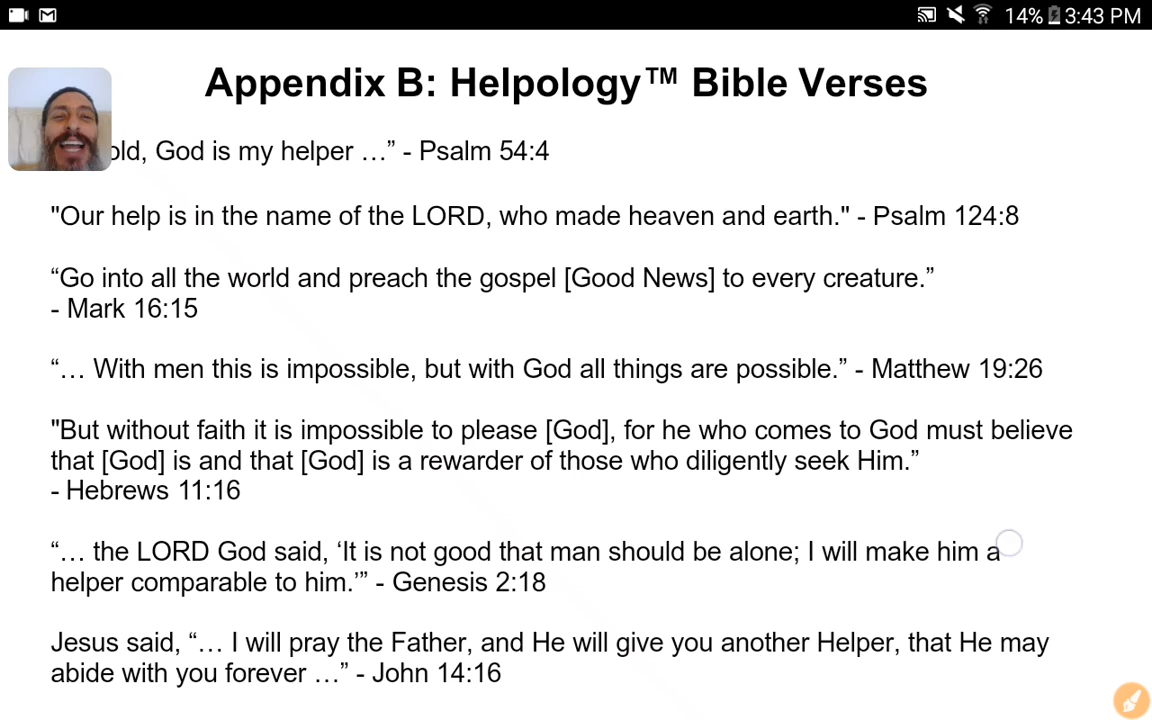 14% 3:43 PM
Appendix B: Helpology™ Bible Verses
God is my helper …” - Psalm 54:4
"Our help is in the name of the LORD, who made heaven and earth." - Psalm 124:8
“Go into all the world and preach the gospel [Good News] to every creature.”
- Mark 16:15
“… With men this is impossible, but with God all things are possible.” - Matthew 19:26
"But without faith it is impossible to please [God], for he who comes to God must believe
that [God] is and that [God] is a rewarder of those who diligently seek Him.”
- Hebrews 11:16
“… the LORD God said, ‘It is not good that man should be alone; I will make him a
helper comparable to him.’” - Genesis 2:18
Jesus said, “… I will pray the Father, and He will give you another Helper, that He may
abide with you forever …” - John 14:16